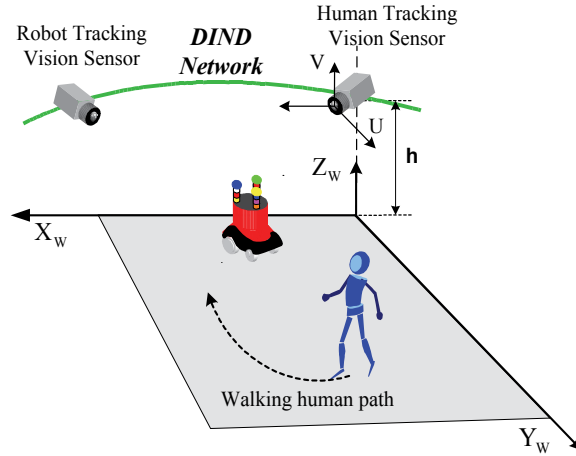 Robot Tracking
Vision Sensor
DIND
Network
Human Tracking
Vision Sensor
V
U
h
Z_W
X_W
Walking human path
Y_W